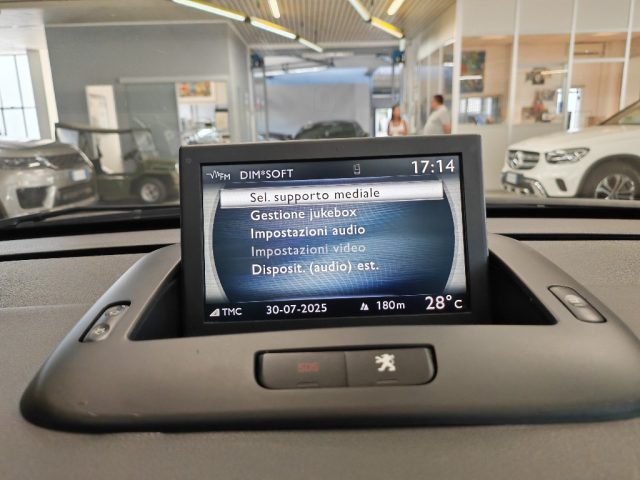 FM DIM*SOFT 17:14
Sel. supporto mediale
Gestione jukebox
Impostazioni audio
Impostazioni video
Disposit. (audio) est.
TMC 30-07-2025 180m 28°C
SOS